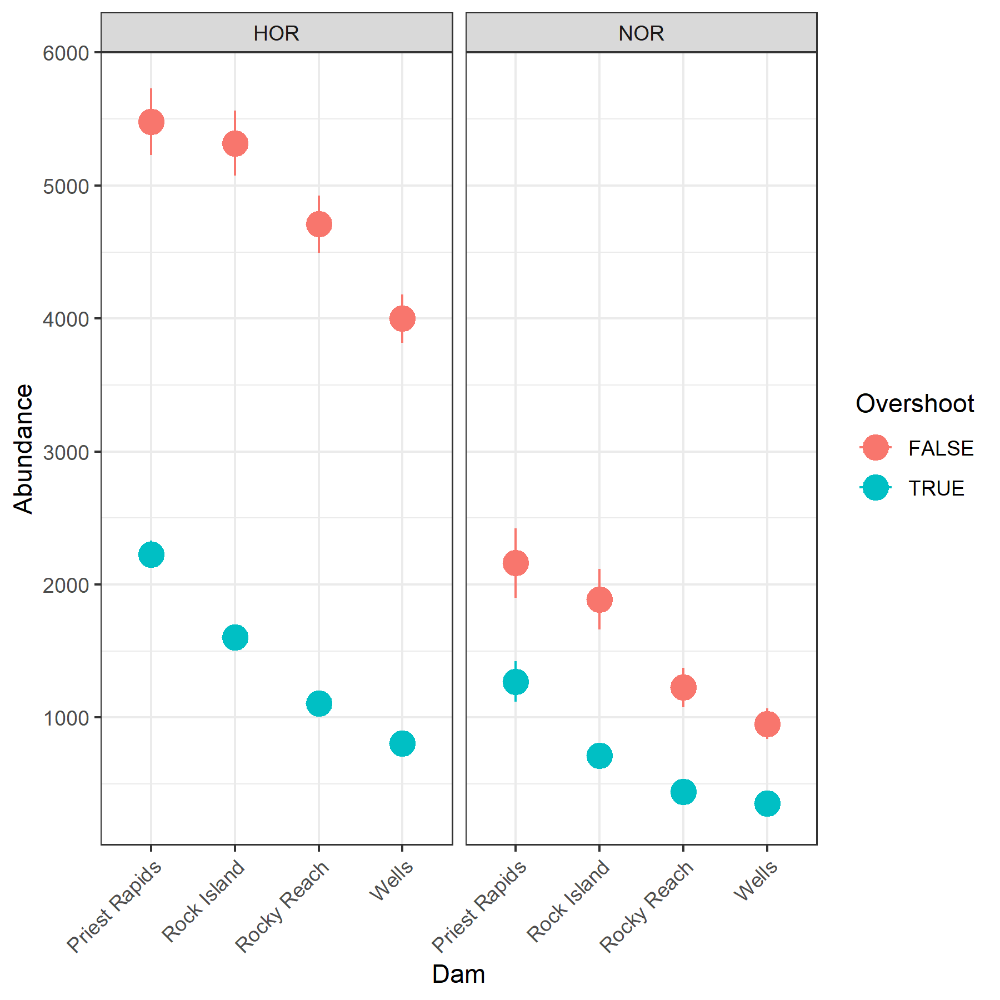 HOR
NOR
6000
5000
4000
3000
2000
1000
Abundance
Priest Rapids
Rock Island
Rocky Reach
Wells
Priest Rapids
Rock Island
Rocky Reach
Wells
Dam
Overshoot
FALSE
TRUE